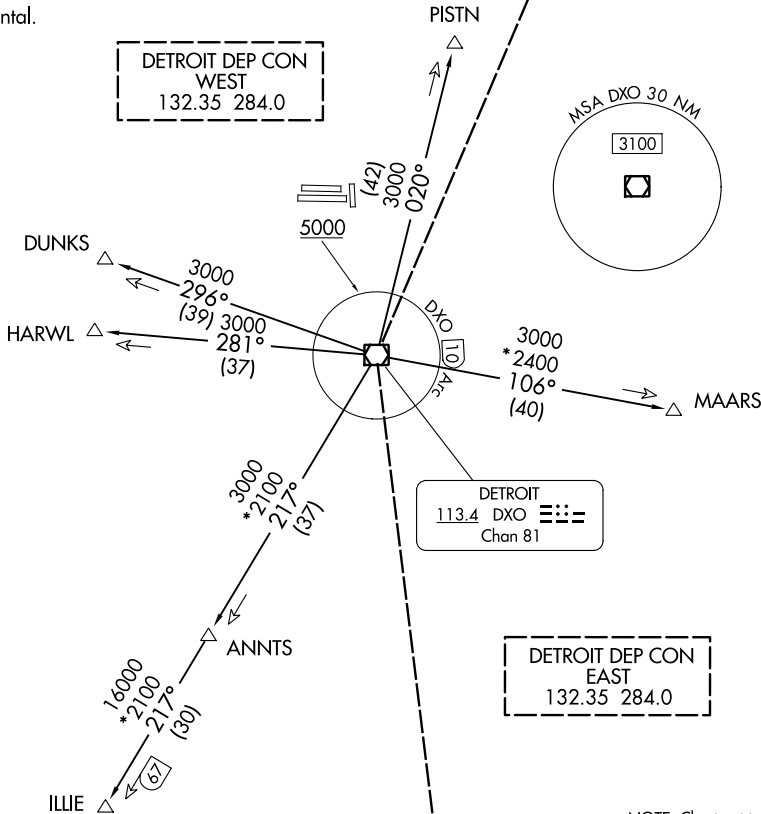 ntal.
PISTN
DETROIT DEP CON
WEST
132.35 284.0
MSA DXO 30 NM
3100
(42)
3000
020°
5000
DUNKS
3000
296°
(39)
HARWL
3000
281°
(37)
DXO 10 Arc
3000
*2400
106°
(40)
MAARS
3000
*2100
217°
(37)
DETROIT
113.4 DXO
Chan 81
ANNTS
DETROIT DEP CON
EAST
132.35 284.0
16000
*2100
217°
(30)
67
ILLIE